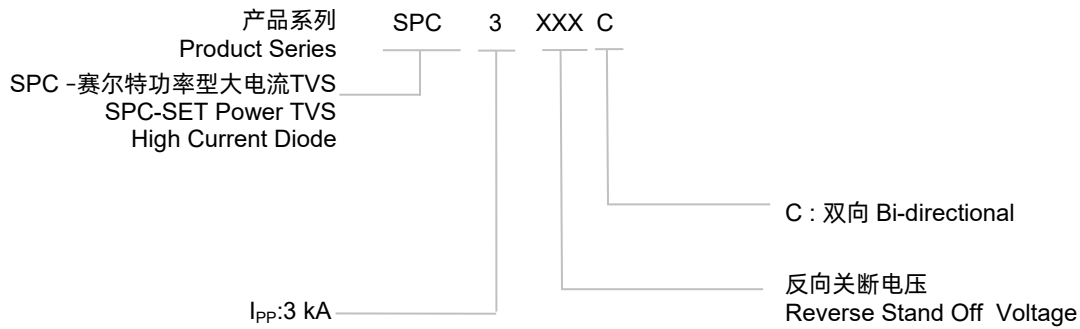 产品系列 SPC 3 XXX C
Product Series
SPC -赛尔特功率型大电流TVS
SPC-SET Power TVS
High Current Diode
C : 双向 Bi-directional
反向关断电压
Reverse Stand Off Voltage
IPP:3 kA